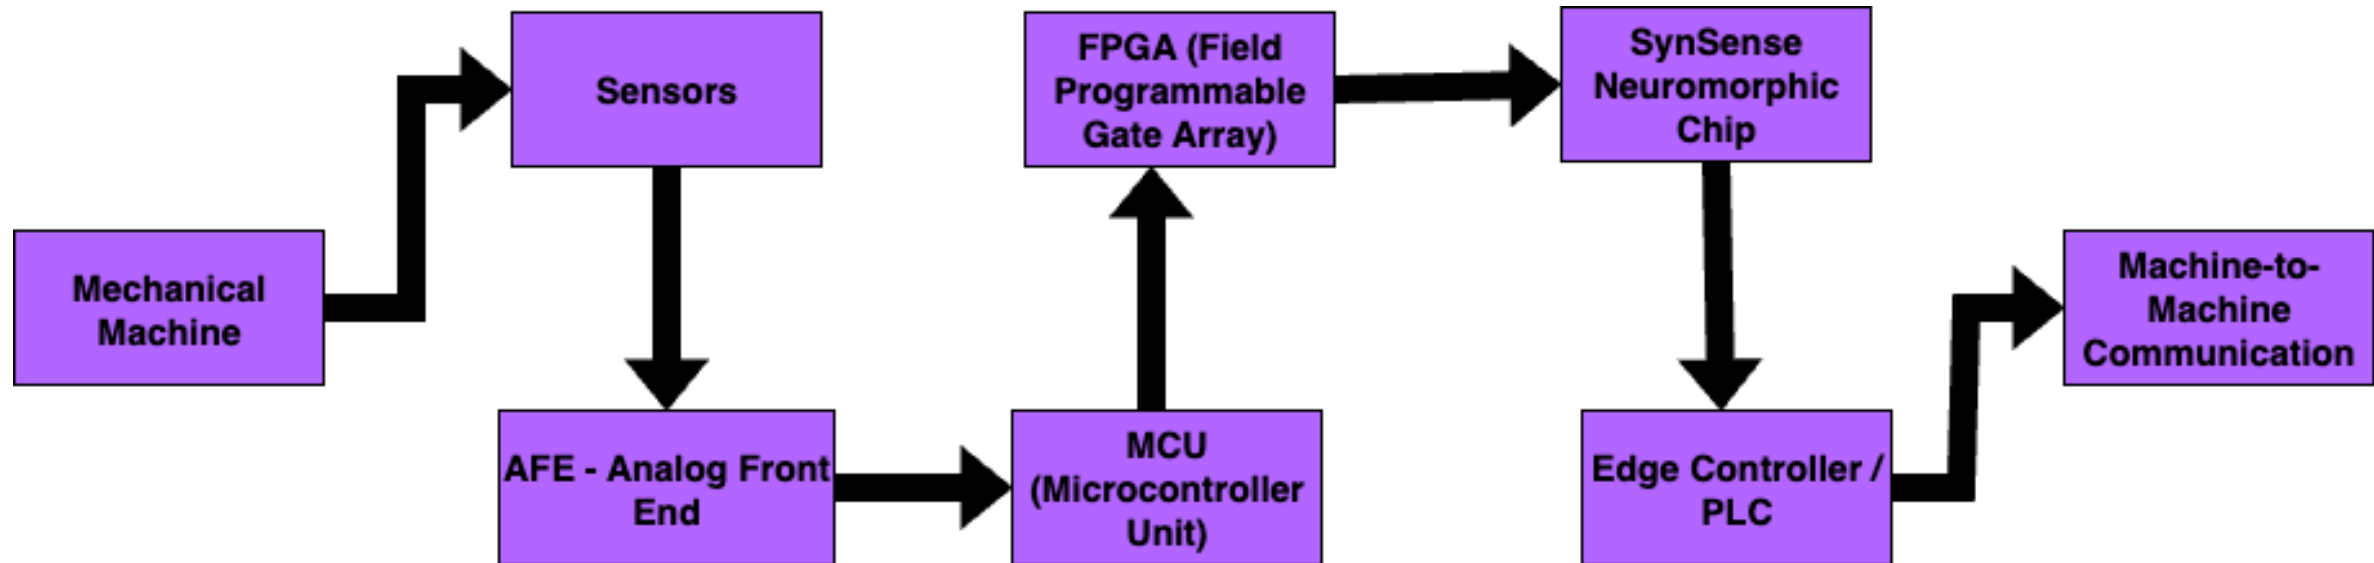 Mechanical
Machine
Sensors
AFE - Analog Front
End
MCU
(Microcontroller
Unit)
FPGA (Field
Programmable
Gate Array)
SynSense
Neuromorphic
Chip
Edge Controller /
PLC
Machine-to-
Machine
Communication